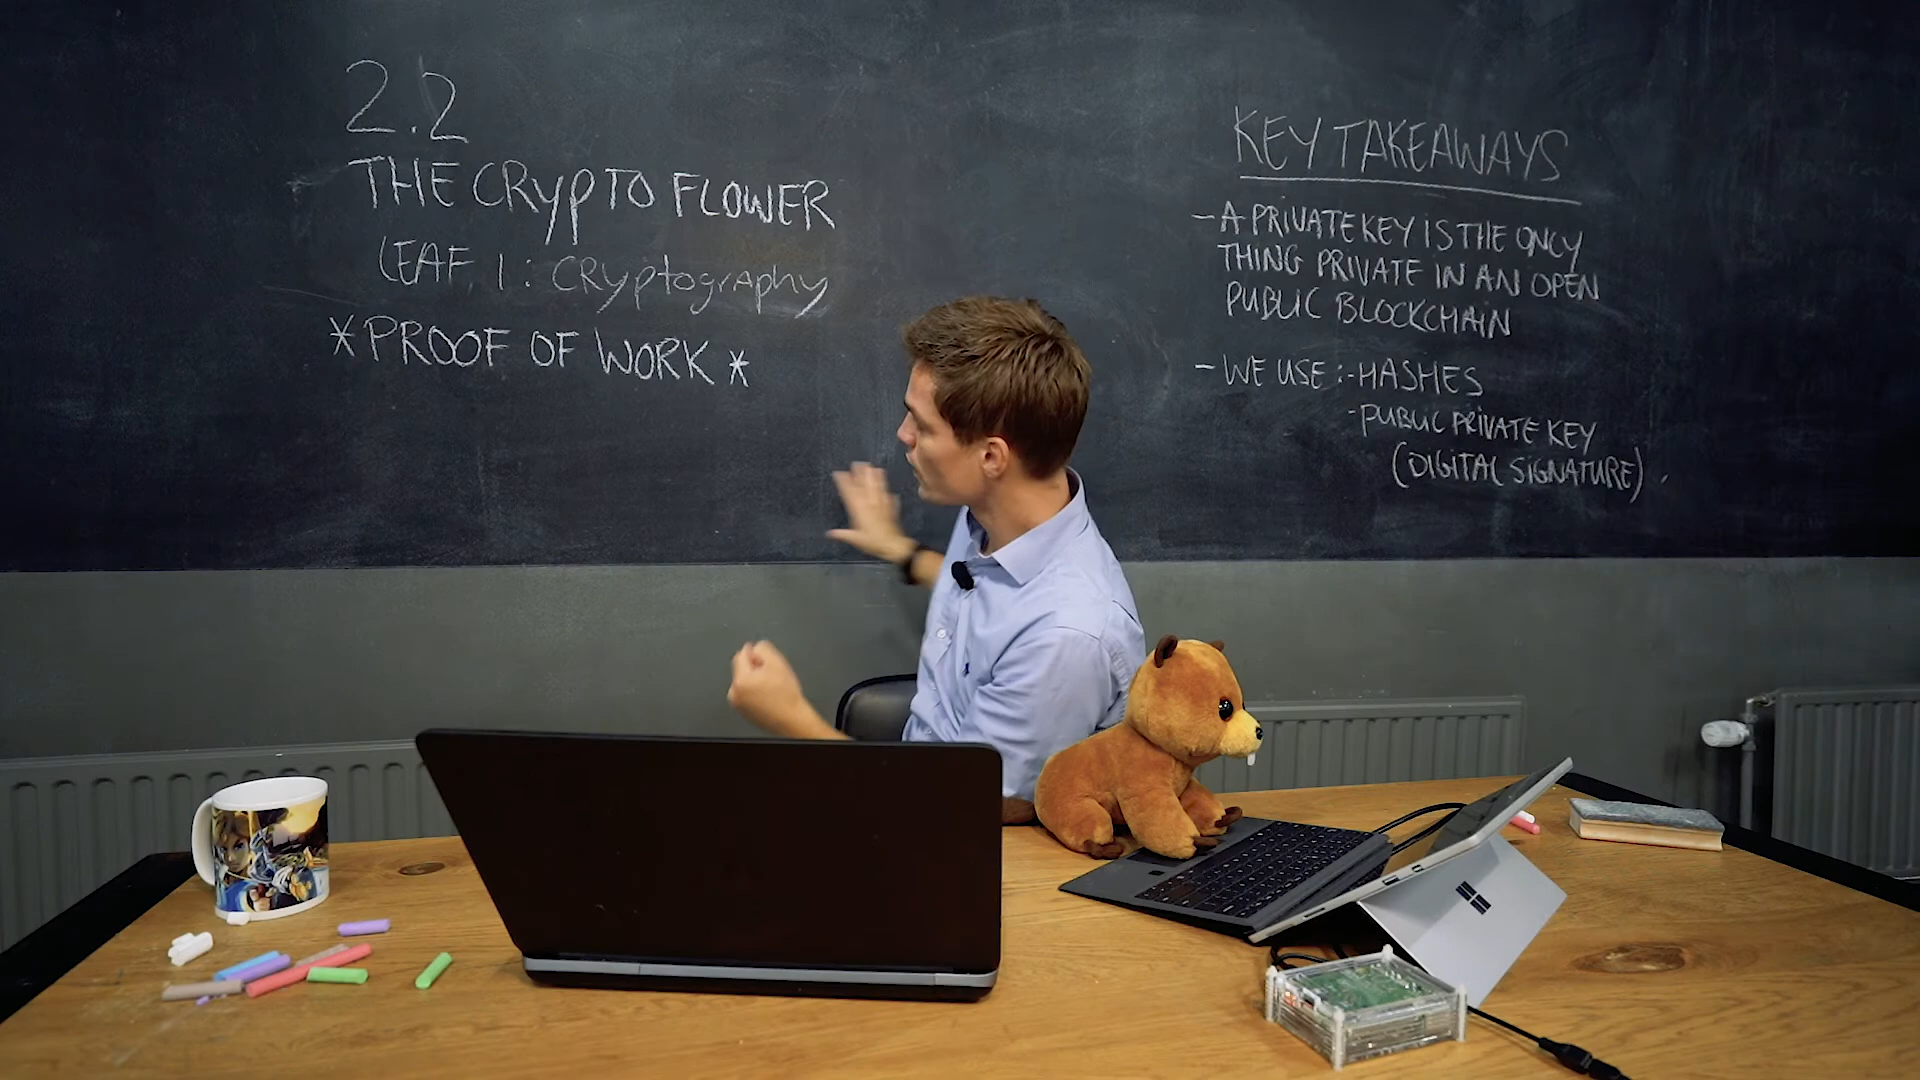 2.2
THE CRYPTO FLOWER
LEAF 1 : CRyptography
* PROOF OF WORK *
KEY TAKEAWAYS
- A PRIVATE KEY IS THE ONLY
THING PRIVATE IN AN OPEN
PUBLIC BLOCKCHAIN
- WE USE : - HASHES
- PUBLIC PRIVATE KEY
(DIGITAL SIGNATURE)